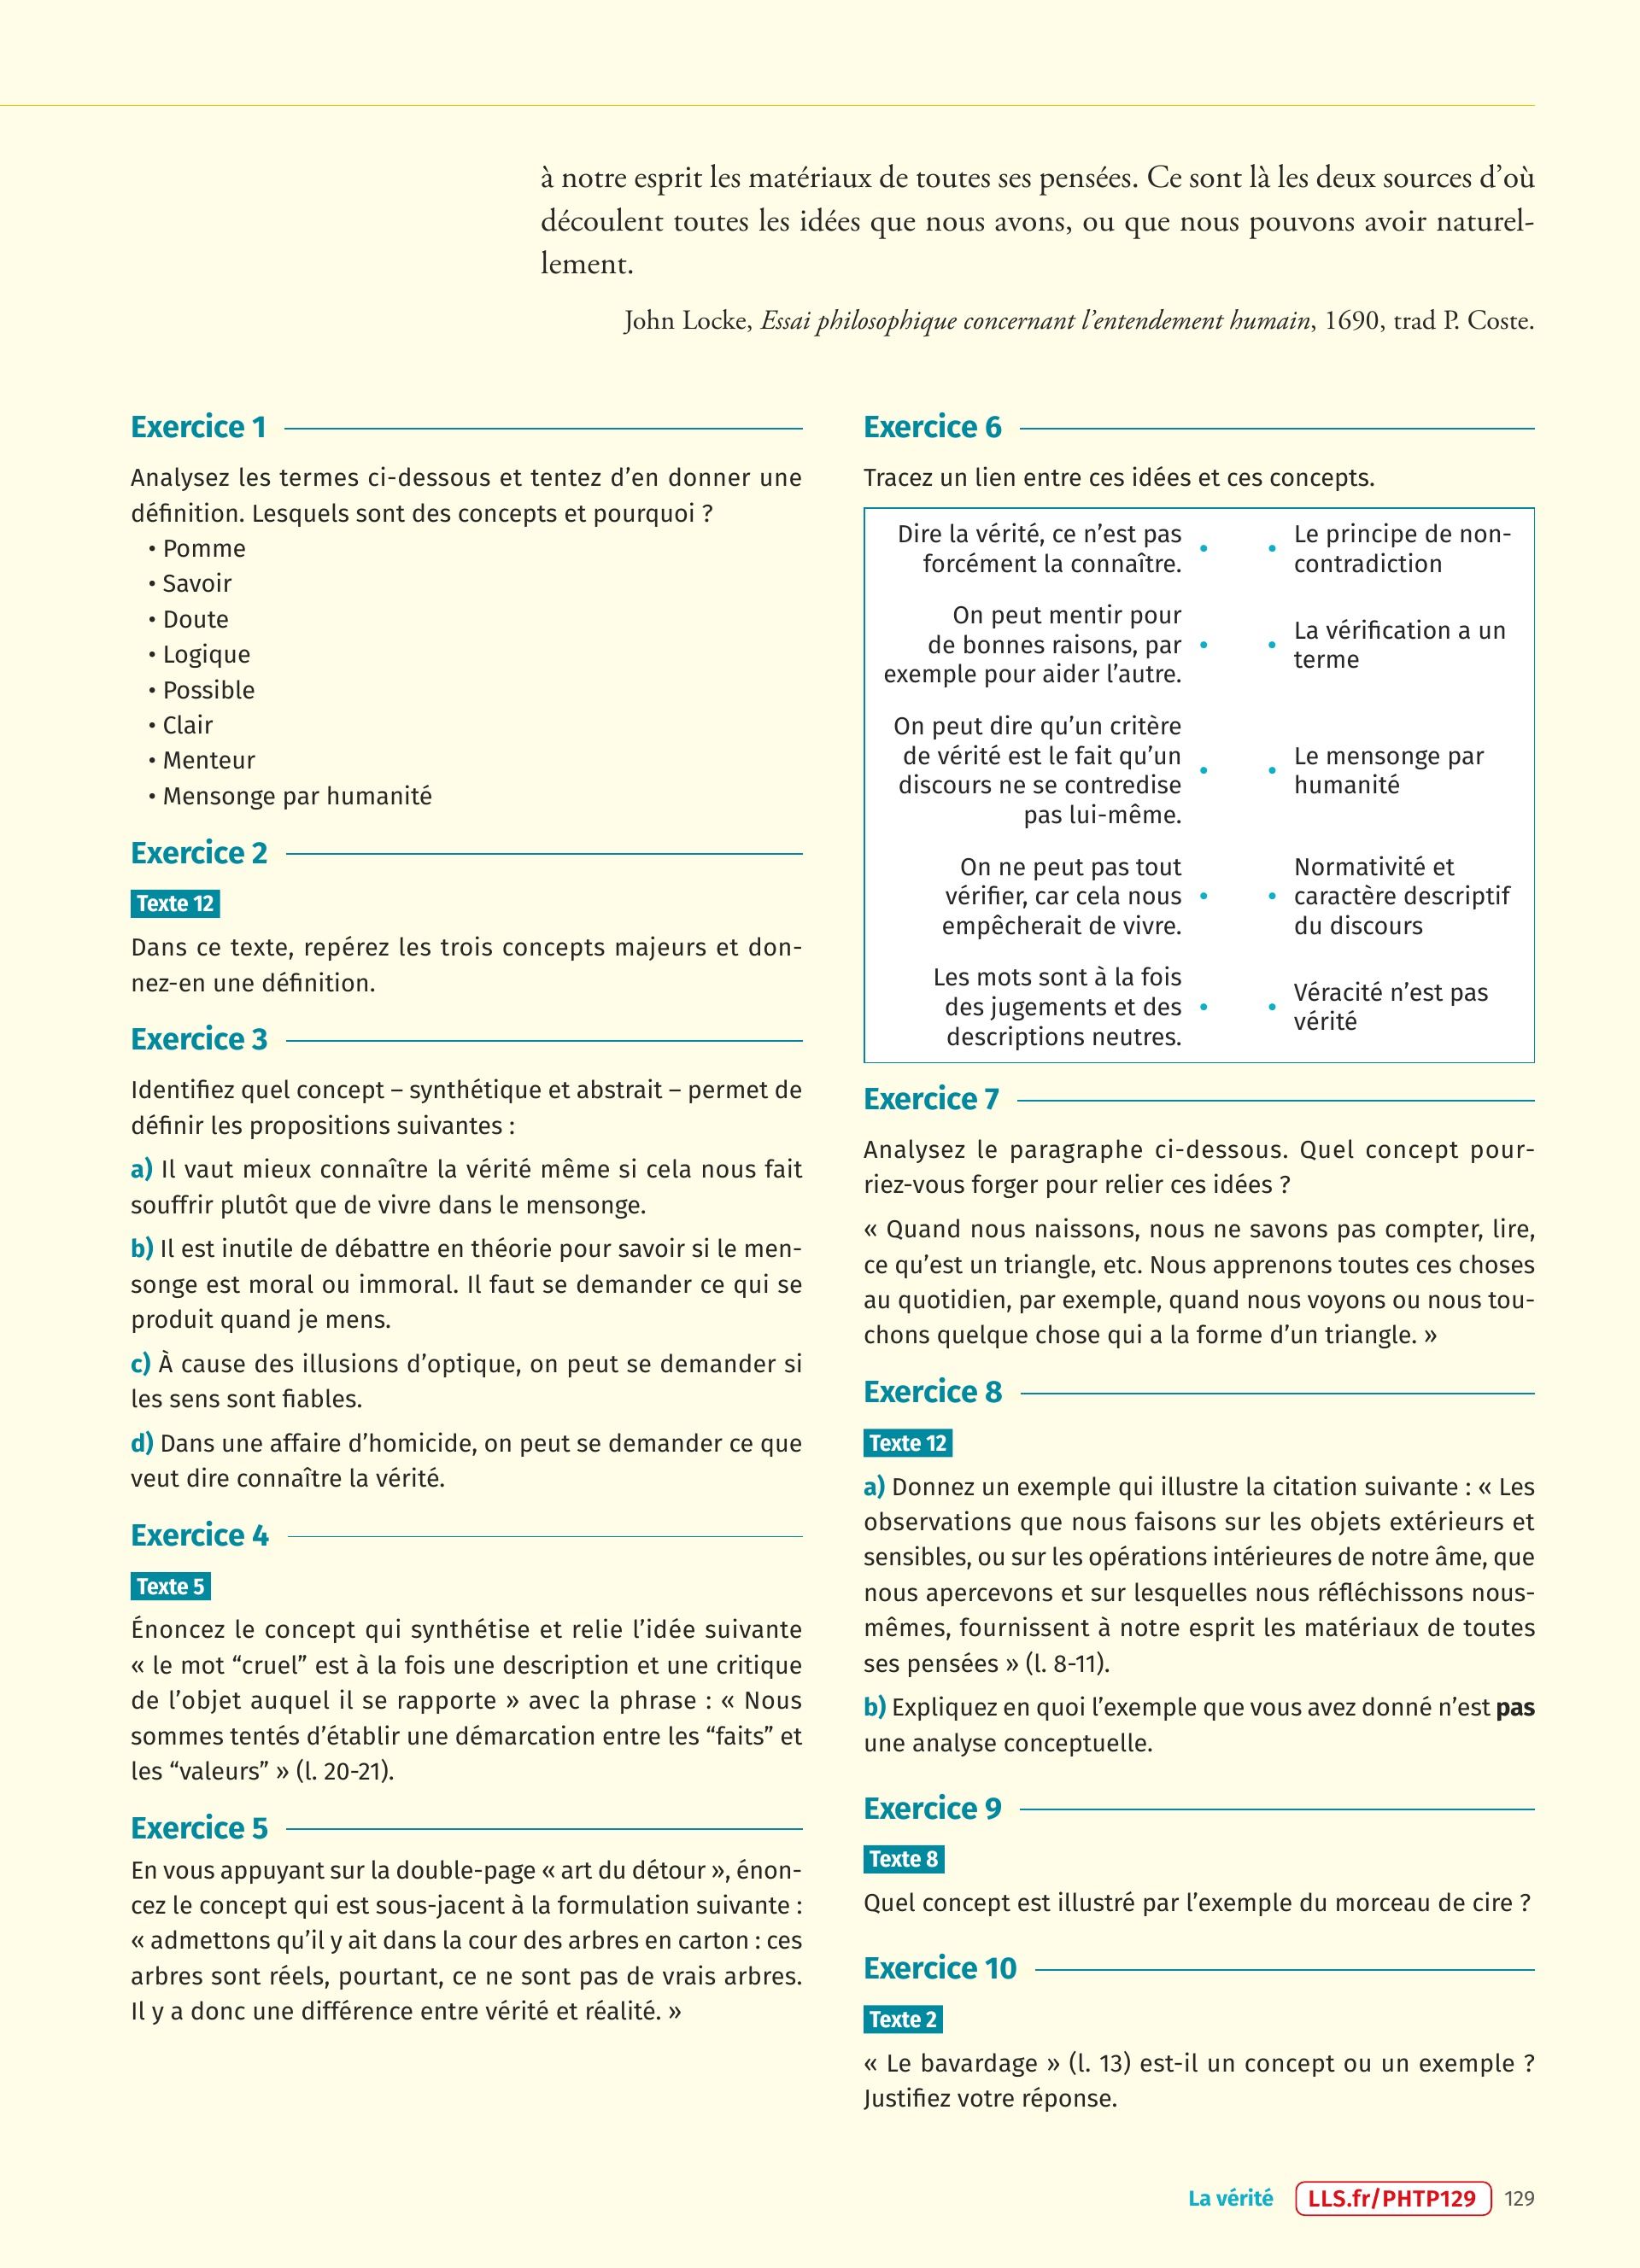 à notre esprit les matériaux de toutes ses pensées. Ce sont là les deux sources d’où
découlent toutes les idées que nous avons, ou que nous pouvons avoir naturel-
lement.
John Locke, Essai philosophique concernant l’entendement humain, 1690, trad P. Coste.
Exercice 1
Analysez les termes ci-dessous et tentez d’en donner une
définition. Lesquels sont des concepts et pourquoi ?
• Pomme
• Savoir
• Doute
• Logique
• Possible
• Clair
• Menteur
• Mensonge par humanité
Exercice 2
Texte 12
Dans ce texte, repérez les trois concepts majeurs et don-
nez-en une définition.
Exercice 3
Identifiez quel concept – synthétique et abstrait – permet de
définir les propositions suivantes :
a) Il vaut mieux connaître la vérité même si cela nous fait
souffrir plutôt que de vivre dans le mensonge.
b) Il est inutile de débattre en théorie pour savoir si le men-
songe est moral ou immoral. Il faut se demander ce qui se
produit quand je mens.
c) À cause des illusions d’optique, on peut se demander si
les sens sont fiables.
d) Dans une affaire d’homicide, on peut se demander ce que
veut dire connaître la vérité.
Exercice 4
Texte 5
Énoncez le concept qui synthétise et relie l’idée suivante
« le mot “cruel” est à la fois une description et une critique
de l’objet auquel il se rapporte » avec la phrase : « Nous
sommes tentés d’établir une démarcation entre les “faits” et
les “valeurs” » (l. 20-21).
Exercice 5
En vous appuyant sur la double-page « art du détour », énon-
cez le concept qui est sous-jacent à la formulation suivante :
« admettons qu’il y ait dans la cour des arbres en carton : ces
arbres sont réels, pourtant, ce ne sont pas de vrais arbres.
Il y a donc une différence entre vérité et réalité. »
Exercice 6
Tracez un lien entre ces idées et ces concepts.
Dire la vérité, ce n’est pas
forcément la connaître.
• •
Le principe de non-
contradiction
On peut mentir pour
de bonnes raisons, par
exemple pour aider l’autre.
• •
La vérification a un
terme
On peut dire qu’un critère
de vérité est le fait qu’un
discours ne se contredise
pas lui-même.
• •
Le mensonge par
humanité
On ne peut pas tout
vérifier, car cela nous
empêcherait de vivre.
• •
Normativité et
caractère descriptif
du discours
Les mots sont à la fois
des jugements et des
descriptions neutres.
• •
Véracité n’est pas
vérité
Exercice 7
Analysez le paragraphe ci-dessous. Quel concept pour-
riez-vous forger pour relier ces idées ?
« Quand nous naissons, nous ne savons pas compter, lire,
ce qu’est un triangle, etc. Nous apprenons toutes ces choses
au quotidien, par exemple, quand nous voyons ou nous tou-
chons quelque chose qui a la forme d’un triangle. »
Exercice 8
Texte 12
a) Donnez un exemple qui illustre la citation suivante : « Les
observations que nous faisons sur les objets extérieurs et
sensibles, ou sur les opérations intérieures de notre âme, que
nous apercevons et sur lesquelles nous réfléchissons nous-
mêmes, fournissent à notre esprit les matériaux de toutes
ses pensées » (l. 8-11).
b) Expliquez en quoi l’exemple que vous avez donné n’est pas
une analyse conceptuelle.
Exercice 9
Texte 8
Quel concept est illustré par l’exemple du morceau de cire ?
Exercice 10
Texte 2
« Le bavardage » (l. 13) est-il un concept ou un exemple ?
Justifiez votre réponse.
La vérité LLS.fr/PHTP129 129